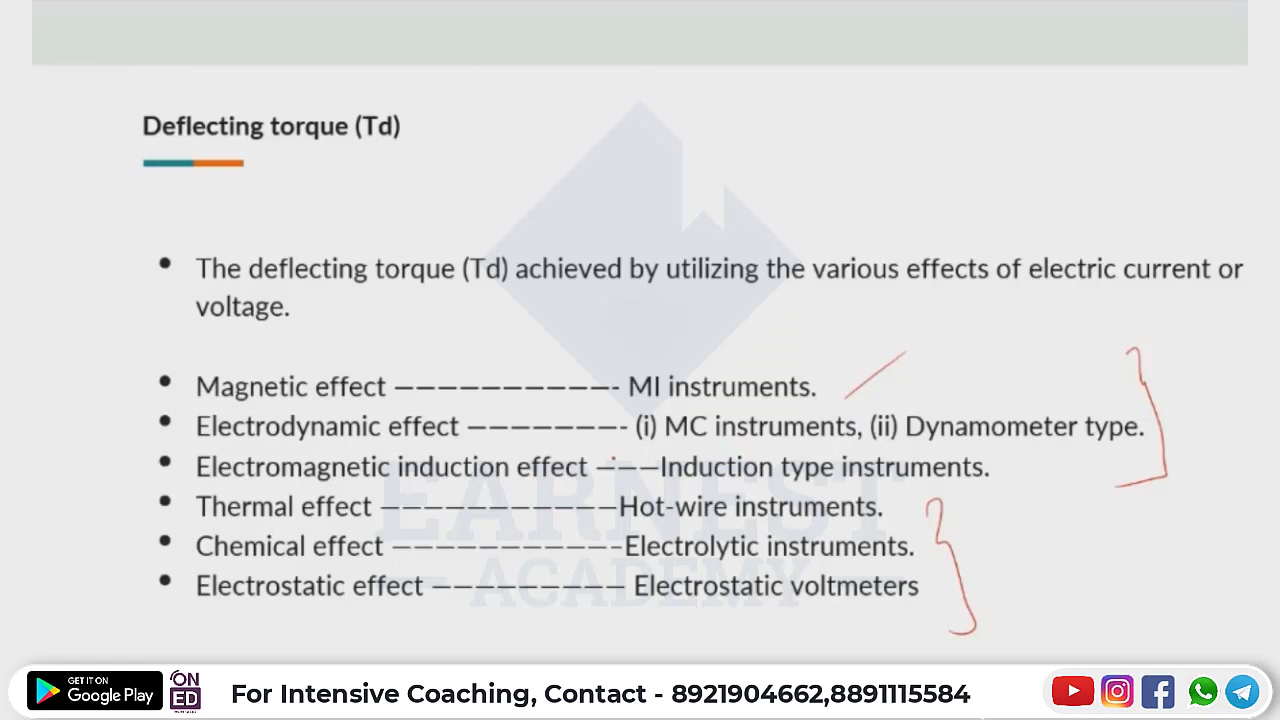 Deflecting torque (Td)
• The deflecting torque (Td) achieved by utilizing the various effects of electric current or
voltage.
• Magnetic effect −−−−−−−−−−- MI instruments.
• Electrodynamic effect −−−−−−−- (i) MC instruments, (ii) Dynamometer type.
• Electromagnetic induction effect −−−Induction type instruments.
• Thermal effect −−−−−−−−−−−Hot-wire instruments.
• Chemical effect −−−−−−−−−−-Electrolytic instruments.
• Electrostatic effect −−−−−−−−− Electrostatic voltmeters
EARNEST
ACADEMY
GET IT ON
Google Play
ON
ED
For Intensive Coaching, Contact - 8921904662,8891115584